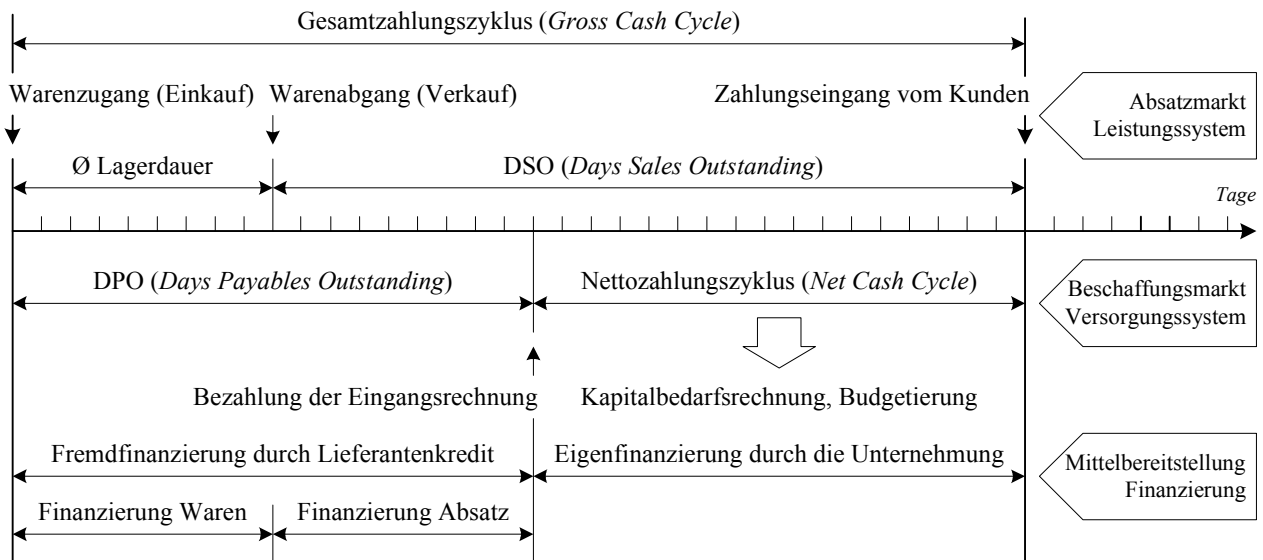 Gesamtzahlungszyklus (Gross Cash Cycle)
Warenzugang (Einkauf)
Warenabgang (Verkauf)
Zahlungseingang vom Kunden
Absatzmarkt
Leistungssystem
Ø Lagerdauer
DSO (Days Sales Outstanding)
Tage
DPO (Days Payables Outstanding)
Nettozahlungszyklus (Net Cash Cycle)
Beschaffungsmarkt
Versorgungssystem
Bezahlung der Eingangsrechnung
Kapitalbedarfsrechnung, Budgetierung
Fremdfinanzierung durch Lieferantenkredit
Eigenfinanzierung durch die Unternehmung
Mittelbereitstellung
Finanzierung
Finanzierung Waren
Finanzierung Absatz